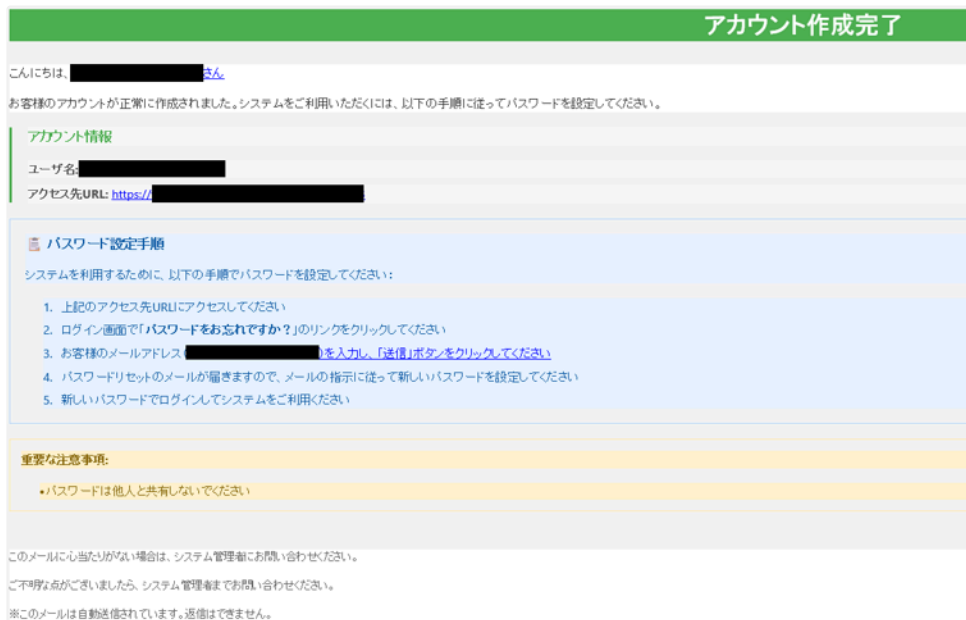 アカウント作成完了
こんにちは、さん
お客様のアカウントが正常に作成されました。システムをご利用いただくには、以下の手順に従ってパスワードを設定してください。
アカウント情報
ユーザ名:
アクセス先URL: https://
パスワード設定手順
システムを利用するために、以下の手順でパスワードを設定してください:
1. 上記のアクセス先URLにアクセスしてください
2. ログイン画面で「パスワードをお忘れですか?」のリンクをクリックしてください
3. お客様のメールアドレス()を入力し、「送信」ボタンをクリックしてください
4. パスワードリセットのメールが届きますので、メールの指示に従って新しいパスワードを設定してください
5. 新しいパスワードでログインしてシステムをご利用ください
重要な注意事項:
•パスワードは他人と共有しないでください
このメールに心当たりがない場合は、システム管理者にお問い合わせください。
ご不明な点がございましたら、システム管理者までお問い合わせください。
※このメールは自動送信されています。返信はできません。